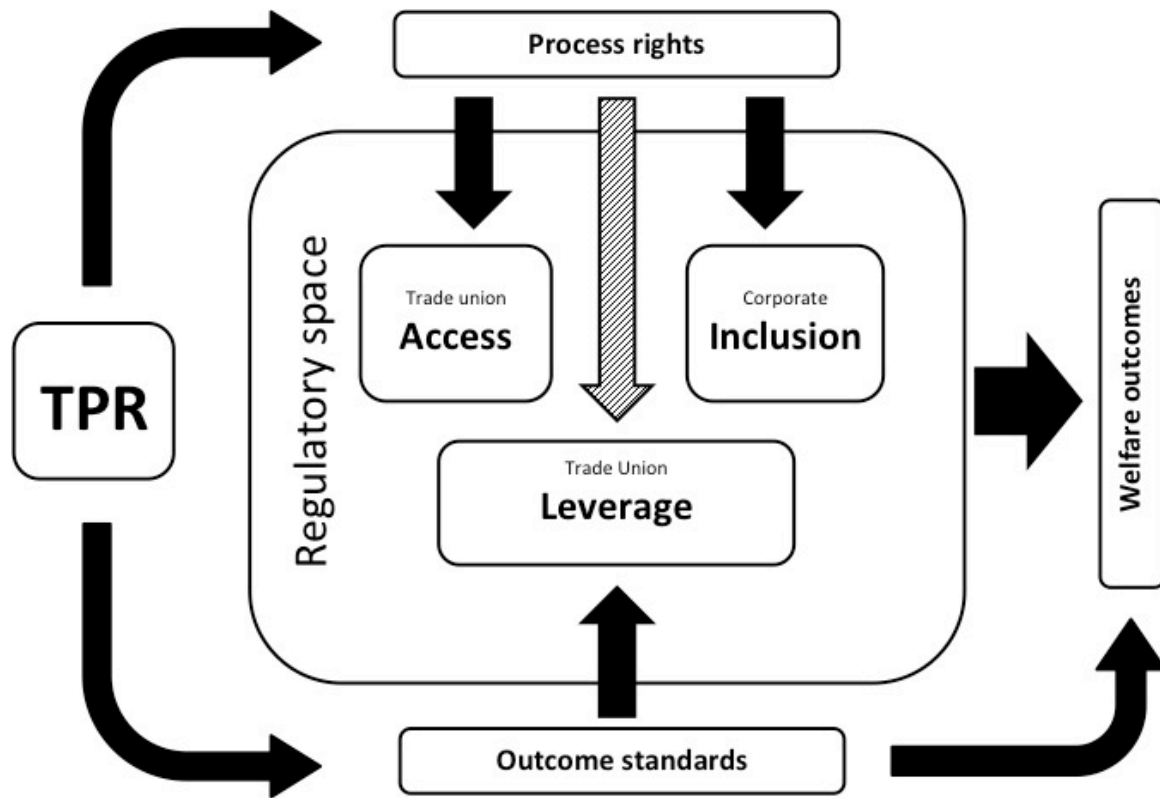 Process rights
Regulatory space
Trade union
Access
Corporate
Inclusion
TPR
Trade Union
Leverage
Welfare outcomes
Outcome standards